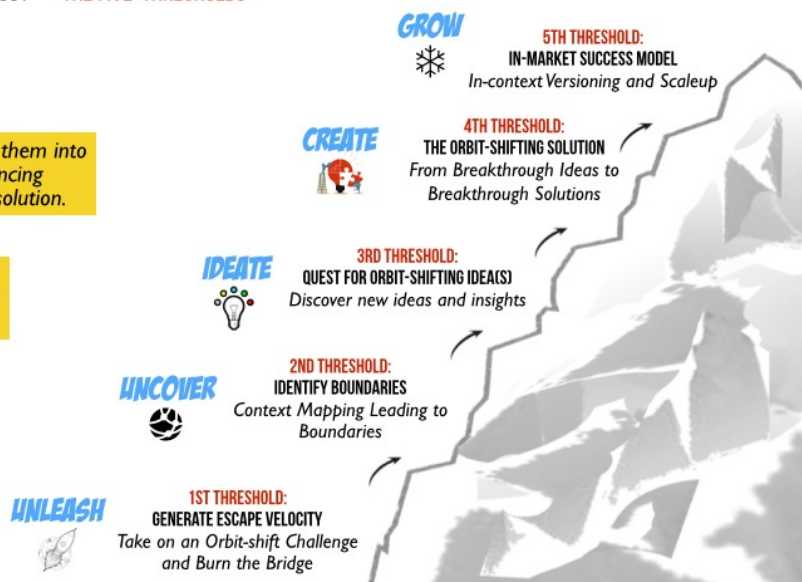 GROW
5TH THRESHOLD:
IN-MARKET SUCCESS MODEL
In-context Versioning and Scaleup
CREATE
4TH THRESHOLD:
THE ORBIT-SHIFTING SOLUTION
From Breakthrough Ideas to
Breakthrough Solutions
them into
ncing
solution.
IDEATE
3RD THRESHOLD:
QUEST FOR ORBIT-SHIFTING IDEA(S)
Discover new ideas and insights
UNCOVER
2ND THRESHOLD:
IDENTIFY BOUNDARIES
Context Mapping Leading to
Boundaries
UNLEASH
1ST THRESHOLD:
GENERATE ESCAPE VELOCITY
Take on an Orbit-shift Challenge
and Burn the Bridge